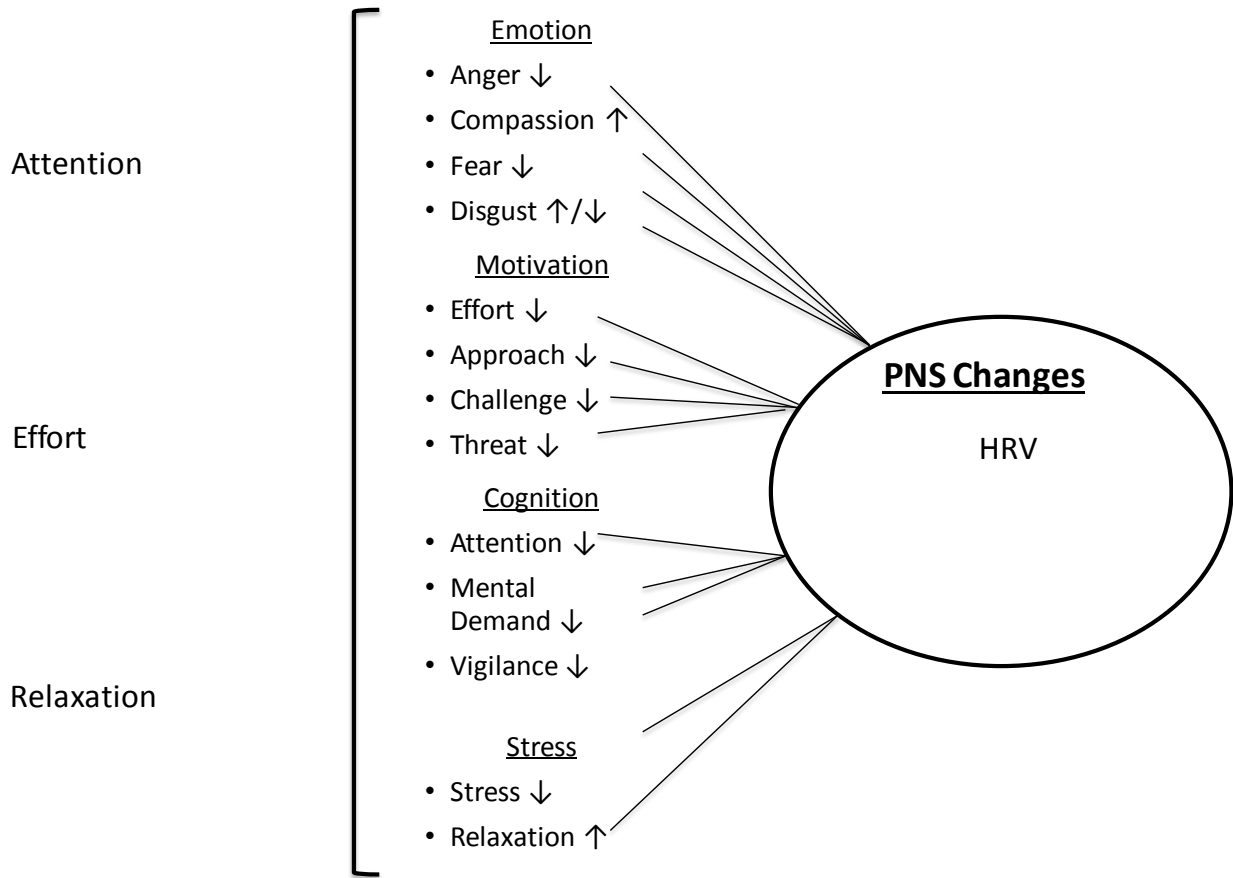 Attention
Effort
Relaxation
Emotion
• Anger ↓
• Compassion ↑
• Fear ↓
• Disgust ↑/↓
Motivation
• Effort ↓
• Approach ↓
• Challenge ↓
• Threat ↓
Cognition
• Attention ↓
• Mental
Demand ↓
• Vigilance ↓
Stress
• Stress ↓
• Relaxation ↑
PNS Changes
HRV